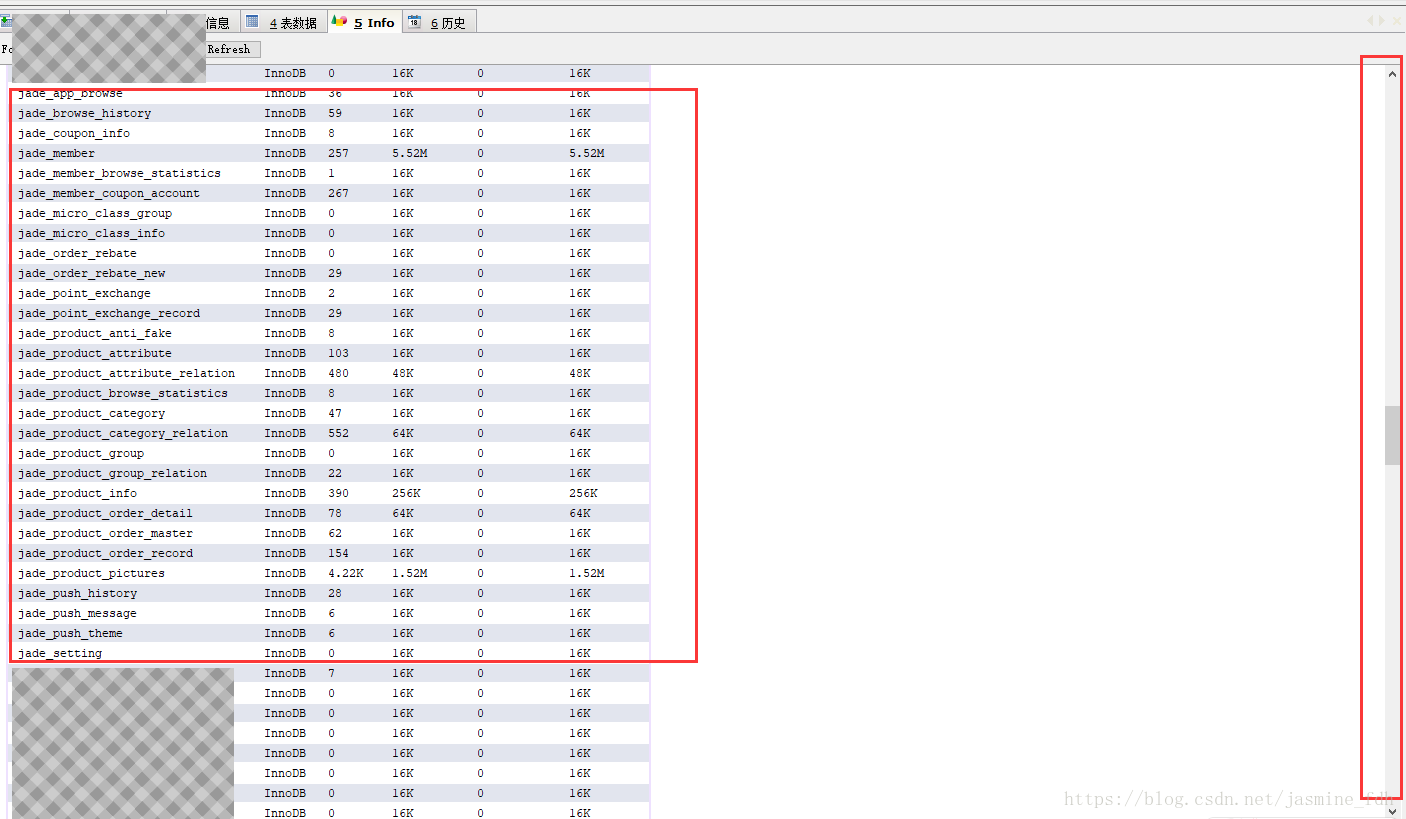 信息 4 表数据 5 Info 18 6 历史
Refresh
InnoDB 0 16K 0 16K
jade_app_browse InnoDB 36 16K 0 16K
jade_browse_history InnoDB 59 16K 0 16K
jade_coupon_info InnoDB 8 16K 0 16K
jade_member InnoDB 257 5.52M 0 5.52M
jade_member_browse_statistics InnoDB 1 16K 0 16K
jade_member_coupon_account InnoDB 267 16K 0 16K
jade_micro_class_group InnoDB 0 16K 0 16K
jade_micro_class_info InnoDB 0 16K 0 16K
jade_order_rebate InnoDB 0 16K 0 16K
jade_order_rebate_new InnoDB 29 16K 0 16K
jade_point_exchange InnoDB 2 16K 0 16K
jade_point_exchange_record InnoDB 29 16K 0 16K
jade_product_anti_fake InnoDB 8 16K 0 16K
jade_product_attribute InnoDB 103 16K 0 16K
jade_product_attribute_relation InnoDB 480 48K 0 48K
jade_product_browse_statistics InnoDB 8 16K 0 16K
jade_product_category InnoDB 47 16K 0 16K
jade_product_category_relation InnoDB 552 64K 0 64K
jade_product_group InnoDB 0 16K 0 16K
jade_product_group_relation InnoDB 22 16K 0 16K
jade_product_info InnoDB 390 256K 0 256K
jade_product_order_detail InnoDB 78 64K 0 64K
jade_product_order_master InnoDB 62 16K 0 16K
jade_product_order_record InnoDB 154 16K 0 16K
jade_product_pictures InnoDB 4.22K 1.52M 0 1.52M
jade_push_history InnoDB 28 16K 0 16K
jade_push_message InnoDB 6 16K 0 16K
jade_push_theme InnoDB 6 16K 0 16K
jade_setting InnoDB 0 16K 0 16K
InnoDB 7 16K 0 16K
InnoDB 0 16K 0 16K
InnoDB 0 16K 0 16K
InnoDB 0 16K 0 16K
InnoDB 0 16K 0 16K
InnoDB 0 16K 0 16K
InnoDB 0 16K 0 16K
InnoDB 0 16K 0 16K
https://blog.csdn.net/jasmine_fdh